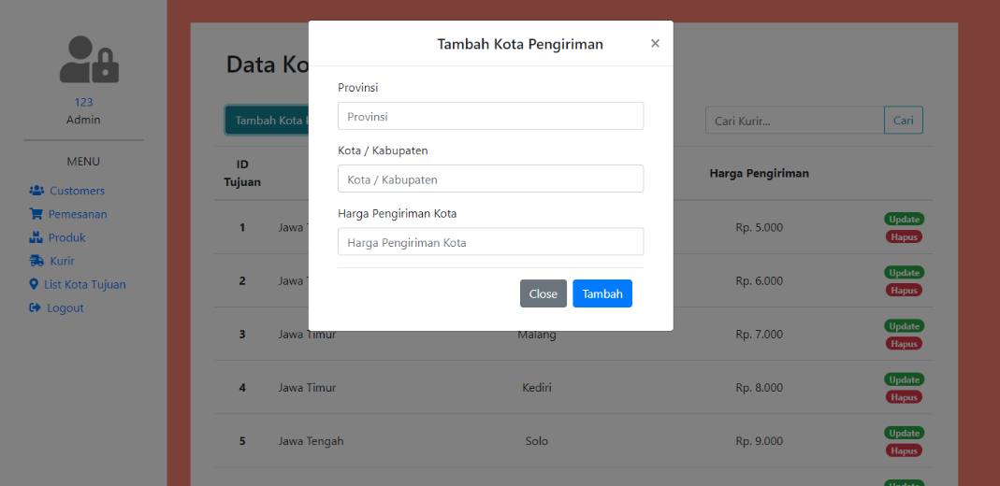 123
Admin
MENU
Customers
Pemesanan
Produk
Kurir
List Kota Tujuan
Logout
Data Ko
Tambah Kota
Cari Kurir...
Cari
Tambah Kota Pengiriman
×
Provinsi
Provinsi
Kota / Kabupaten
Kota / Kabupaten
Harga Pengiriman Kota
Harga Pengiriman Kota
Close
Tambah
ID
Tujuan
Harga Pengiriman
1 Jawa Rp. 5.000 Update
Hapus
2 Jawa Rp. 6.000 Update
Hapus
3 Jawa Timur Malang Rp. 7.000 Update
Hapus
4 Jawa Timur Kediri Rp. 8.000 Update
Hapus
5 Jawa Tengah Solo Rp. 9.000 Update
Hapus
Update